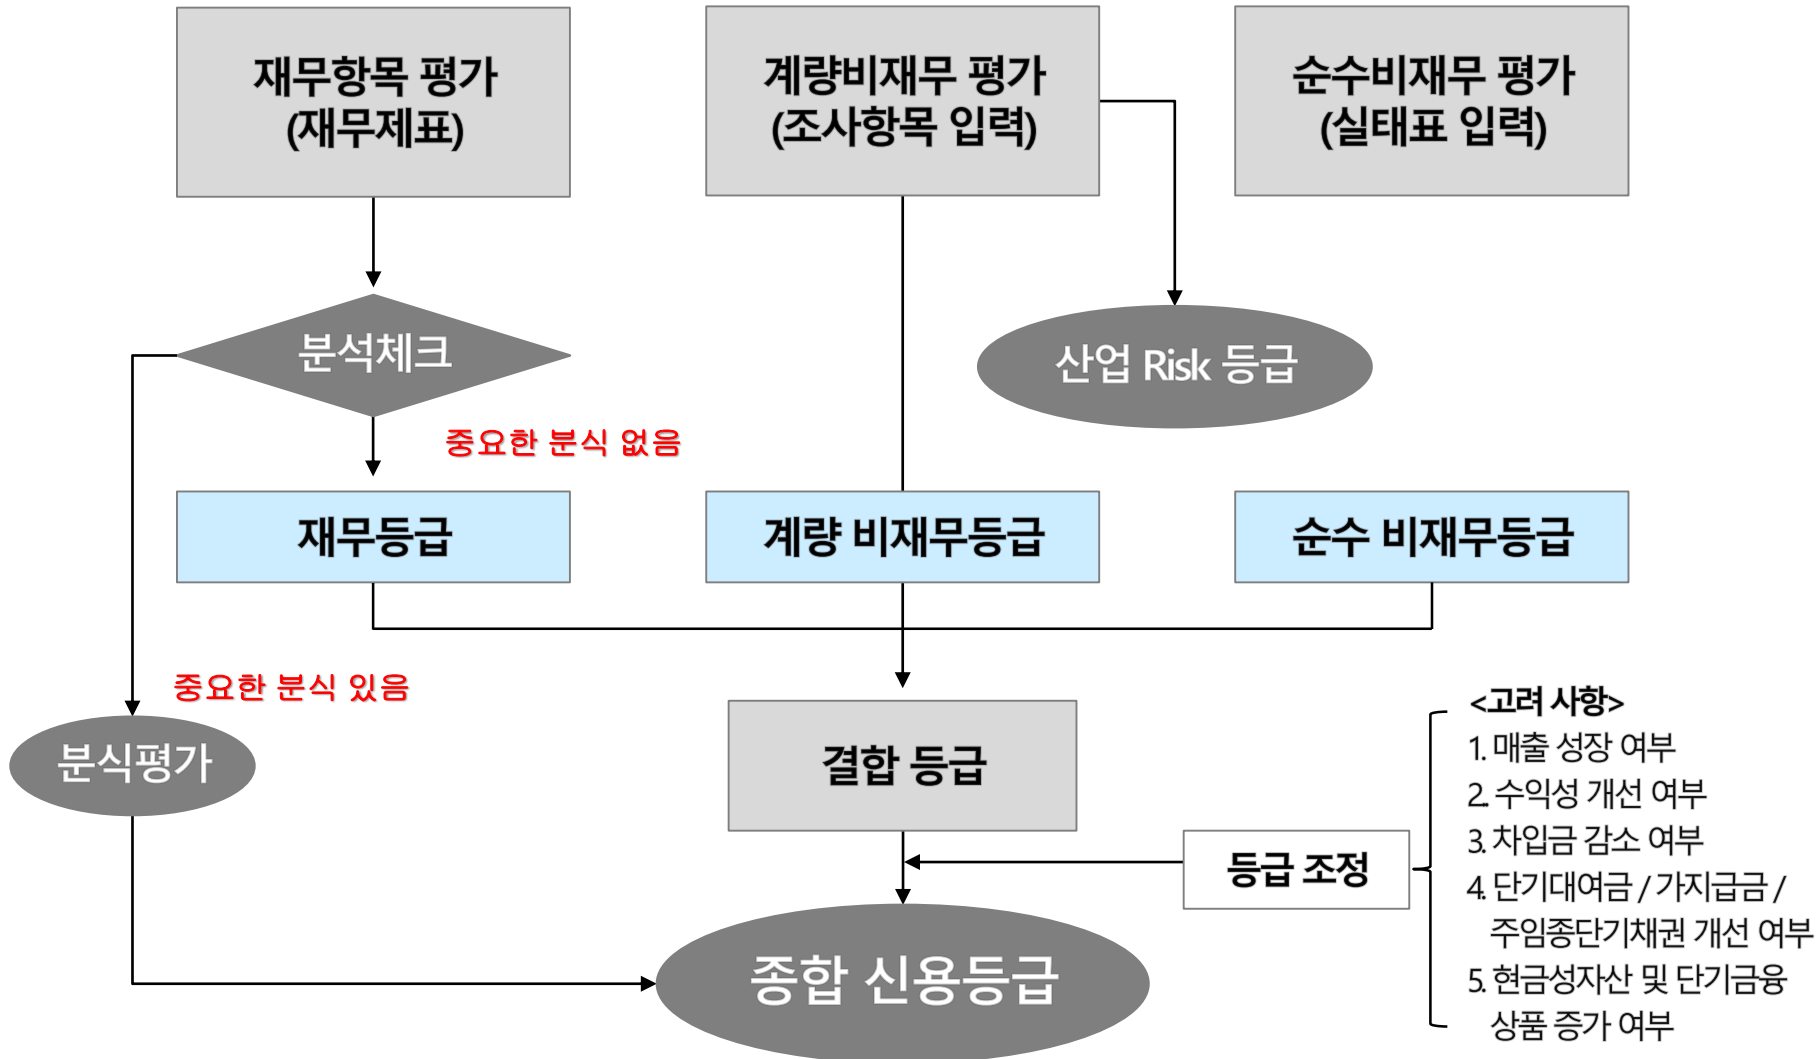 재무항목 평가
(재무제표)
계량비재무 평가
(조사항목 입력)
순수비재무 평가
(실태표 입력)
분석체크
산업 Risk 등급
중요한 분식 없음
재무등급
계량 비재무등급
순수 비재무등급
중요한 분식 있음
분식평가
결합 등급
등급 조정
<고려 사항>
1. 매출 성장 여부
2. 수익성 개선 여부
3. 차입금 감소 여부
4. 단기대여금 / 가지급금 /
주임종단기채권 개선 여부
5. 현금성자산 및 단기금융
상품 증가 여부
종합 신용등급